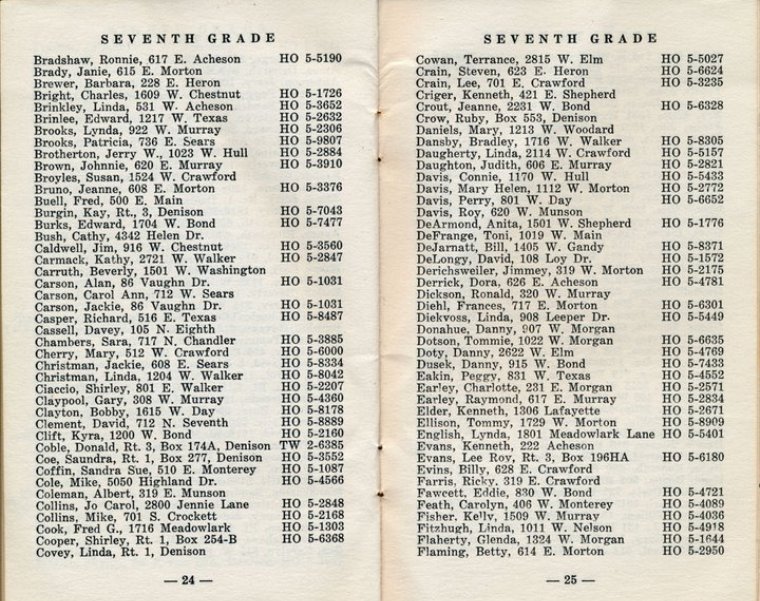 SEVENTH GRADE
Bradshaw, Ronnie, 617 E. Acheson HO 5-5190
Brady, Janie, 615 E. Morton
Brewer, Barbara, 228 E. Heron
Bright, Charles, 1609 W. Chestnut HO 5-1726
Brinkley, Linda, 531 W. Acheson HO 5-3652
Brinlee, Edward, 1217 W. Texas HO 5-2632
Brooks, Lynda, 922 W. Murray HO 5-2306
Brooks, Patricia, 736 E. Sears HO 5-9807
Brotherton, Jerry W., 1023 W. Hull HO 5-2884
Brown, Johnnie, 620 E. Murray HO 5-3910
Broyles, Susan, 1524 W. Crawford
Bruno, Jeanne, 608 E. Morton HO 5-3376
Buell, Fred, 500 E. Main
Burgin, Kay, Rt., 3, Denison HO 5-7043
Burks, Edward, 1704 W. Bond HO 5-7477
Bush, Cathy, 4342 Helen Dr.
Caldwell, Jim, 916 W. Chestnut HO 5-3560
Carmack, Kathy, 2721 W. Walker HO 5-2847
Carruth, Beverly, 1501 W. Washington
Carson, Alan, 86 Vaughn Dr. HO 5-1031
Carson, Carol Ann, 712 W. Sears
Carson, Jackie, 86 Vaughn Dr. HO 5-1031
Casper, Richard, 516 E. Texas HO 5-8487
Cassell, Davey, 105 N. Eighth
Chambers, Sara, 717 N. Chandler HO 5-3885
Cherry, Mary, 512 W. Crawford HO 5-6000
Christman, Jackie, 608 E. Sears HO 5-8334
Christman, Linda, 1204 W. Walker HO 5-8042
Ciaccio, Shirley, 801 E. Walker HO 5-2207
Claypool, Gary, 308 W. Murray HO 5-4360
Clayton, Bobby, 1615 W. Day HO 5-8178
Clement, David, 712 N. Seventh HO 5-8889
Clift, Kyra, 1200 W. Bond HO 5-2160
Coble, Donald, Rt. 3, Box 174A, Denison TW 2-6385
Coe, Saundra, Rt. 1, Box 277, Denison HO 5-3552
Coffin, Sandra Sue, 510 E. Monterey HO 5-1087
Cole, Mike, 5050 Highland Dr. HO 5-4566
Coleman, Albert, 319 E. Munson
Collins, Jo Carol, 2800 Jennie Lane HO 5-2848
Collins, Mike, 701 S. Crockett HO 5-2168
Cook, Fred G., 1716 Meadowlark HO 5-1303
Cooper, Shirley, Rt. 1, Box 254-B HO 5-6368
Covey, Linda, Rt. 1, Denison
— 24 —
SEVENTH GRADE
Cowan, Terrance, 2815 W. Elm HO 5-5027
Crain, Steven, 623 E. Heron HO 5-6624
Crain, Lee, 701 E. Crawford HO 5-3235
Criger, Kenneth, 421 E. Shepherd
Crout, Jeanne, 2231 W. Bond HO 5-6328
Crow, Ruby, Box 553, Denison
Daniels, Mary, 1213 W. Woodard
Dansby, Bradley, 1716 W. Walker HO 5-8305
Daugherty, Linda, 2114 W. Crawford HO 5-5157
Daughton, Judith, 606 E. Murray HO 5-2821
Davis, Connie, 1170 W. Hull HO 5-5433
Davis, Mary Helen, 1112 W. Morton HO 5-2772
Davis, Perry, 801 W. Day HO 5-6652
Davis, Roy, 620 W. Munson
DeArmond, Anita, 1501 W. Shepherd HO 5-1776
DeFrange, Toni, 1019 W. Main
DeJarnatt, Bill, 1405 W. Gandy HO 5-8371
DeLongy, David, 108 Loy Dr. HO 5-1572
Derichsweiler, Jimmey, 319 W. Morton HO 5-2175
Derrick, Dora, 626 E. Acheson HO 5-4781
Dickson, Ronald, 320 W. Murray
Diehl, Frances, 717 E. Morton HO 5-6301
Diekvoss, Linda, 908 Leeper Dr. HO 5-5449
Donahue, Danny, 907 W. Morgan
Dotson, Tommie, 1022 W. Morgan HO 5-6635
Doty, Danny, 2622 W. Elm HO 5-4769
Dusek, Danny, 915 W. Bond HO 5-7433
Eakin, Peggy, 831 W. Texas HO 5-4552
Earley, Charlotte, 231 E. Morgan HO 5-2571
Earley, Raymond, 617 E. Murray HO 5-2834
Elder, Kenneth, 1306 Lafayette HO 5-2671
Ellison, Tommy, 1729 W. Morton HO 5-8909
English, Lynda, 1801 Meadowlark Lane HO 5-5401
Evans, Kenneth, 222 Acheson
Evans, Lee Roy, Rt. 3, Box 196HA HO 5-6180
Evins, Billy, 628 E. Crawford
Farris, Ricky, 319 E. Crawford
Fawcett, Eddie, 830 W. Bond HO 5-4721
Feath, Carolyn, 406 W. Monterey HO 5-4089
Fisher, Kelly, 1509 W. Murray HO 5-4036
Fitzhugh, Linda, 1011 W. Nelson HO 5-4918
Flaherty, Glenda, 1324 W. Morgan HO 5-1644
Flaming, Betty, 614 E. Morton HO 5-2950
— 25 —